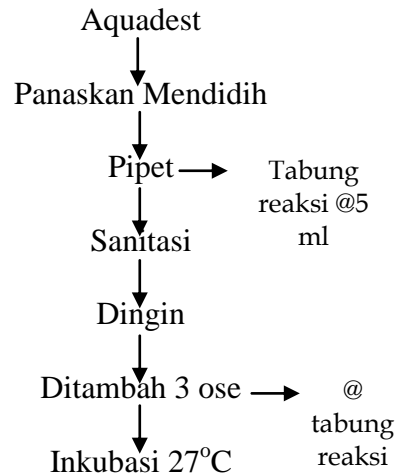 Aquadest
Panaskan Mendidih
Pipet
Tabung
reaksi @5
ml
Sanitasi
Dingin
Ditambah 3 ose
@
tabung
reaksi
Inkubasi 27°C